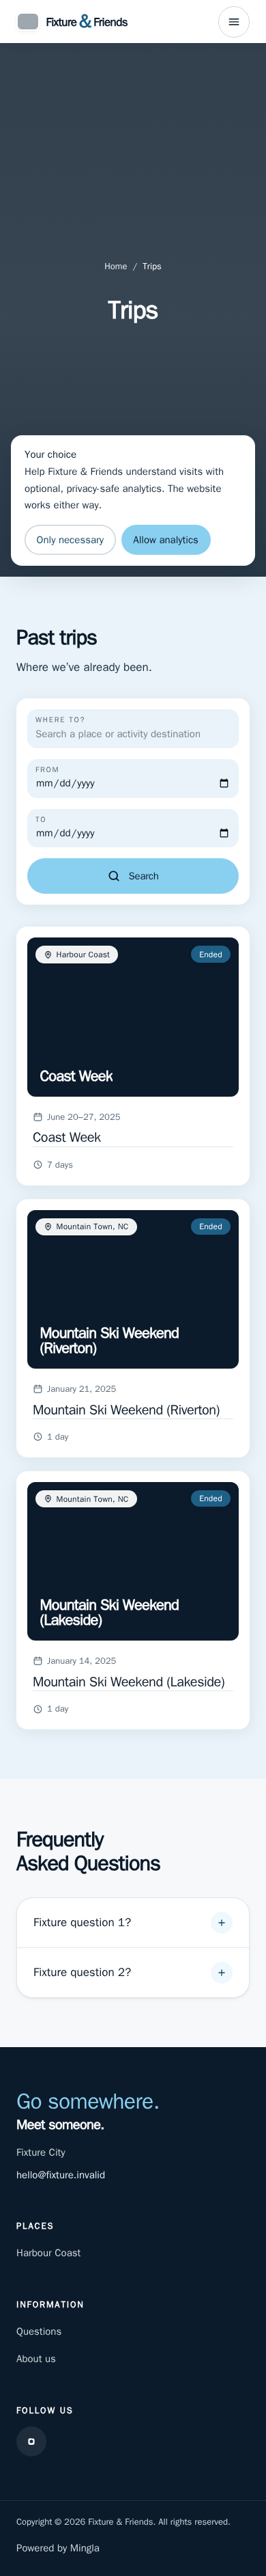 Fixture & Friends
Home / Trips
Trips
Your choice
Help Fixture & Friends understand visits with
optional, privacy-safe analytics. The website
works either way.
Only necessary
Allow analytics
Past trips
Where we've already been.
WHERE TO?
Search a place or activity destination
FROM
mm/dd/yyyy
TO
mm/dd/yyyy
Search
Harbour Coast
Ended
Coast Week
June 20–27, 2025
Coast Week
7 days
Mountain Town, NC
Ended
Mountain Ski Weekend
(Riverton)
January 21, 2025
Mountain Ski Weekend (Riverton)
1 day
Mountain Town, NC
Ended
Mountain Ski Weekend
(Lakeside)
January 14, 2025
Mountain Ski Weekend (Lakeside)
1 day
Frequently
Asked Questions
Fixture question 1?
Fixture question 2?
Go somewhere.
Meet someone.
Fixture City
hello@fixture.invalid
PLACES
Harbour Coast
INFORMATION
Questions
About us
FOLLOW US
Copyright © 2026 Fixture & Friends. All rights reserved.
Powered by Mingla